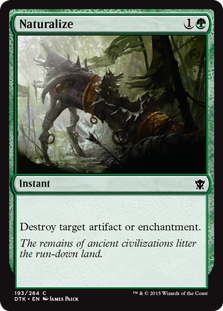 Naturalize 1
Instant
Destroy target artifact or enchantment.
The remains of ancient civilizations litter
the run-down land.
193/264 C
DTK • EN JAMES PAICK
™ & © 2015 Wizards of the Coast